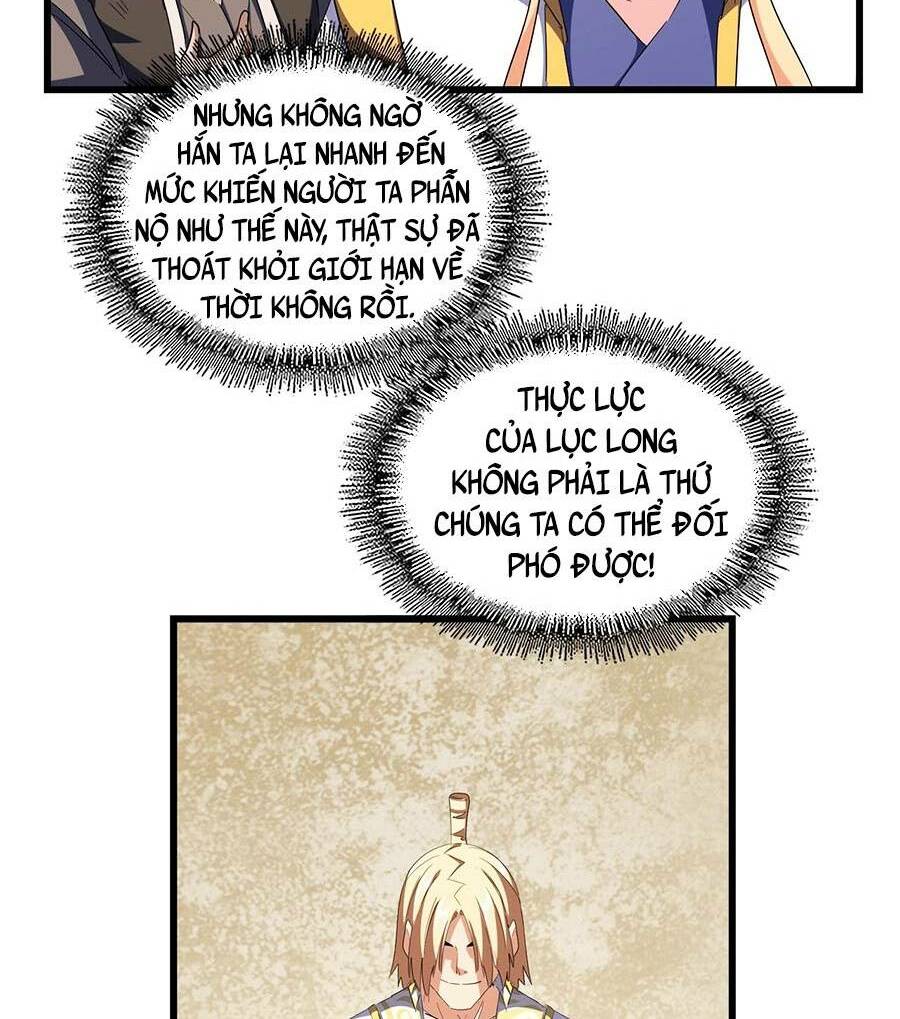 NHƯNG KHÔNG NGỜ
HẮN TA LẠI NHANH ĐẾN
MỨC KHIẾN NGƯỜI TA PHẪN
NỘ NHƯ THẾ NÀY, THẬT SỰ ĐÃ
THOÁT KHỎI GIỚI HẠN VỀ
THỜI KHÔNG RỒI.
THỰC LỰC
CỦA LỤC LONG
KHÔNG PHẢI LÀ THỨ
CHÚNG TA CÓ THỂ ĐỐI
PHÓ ĐƯỢC!